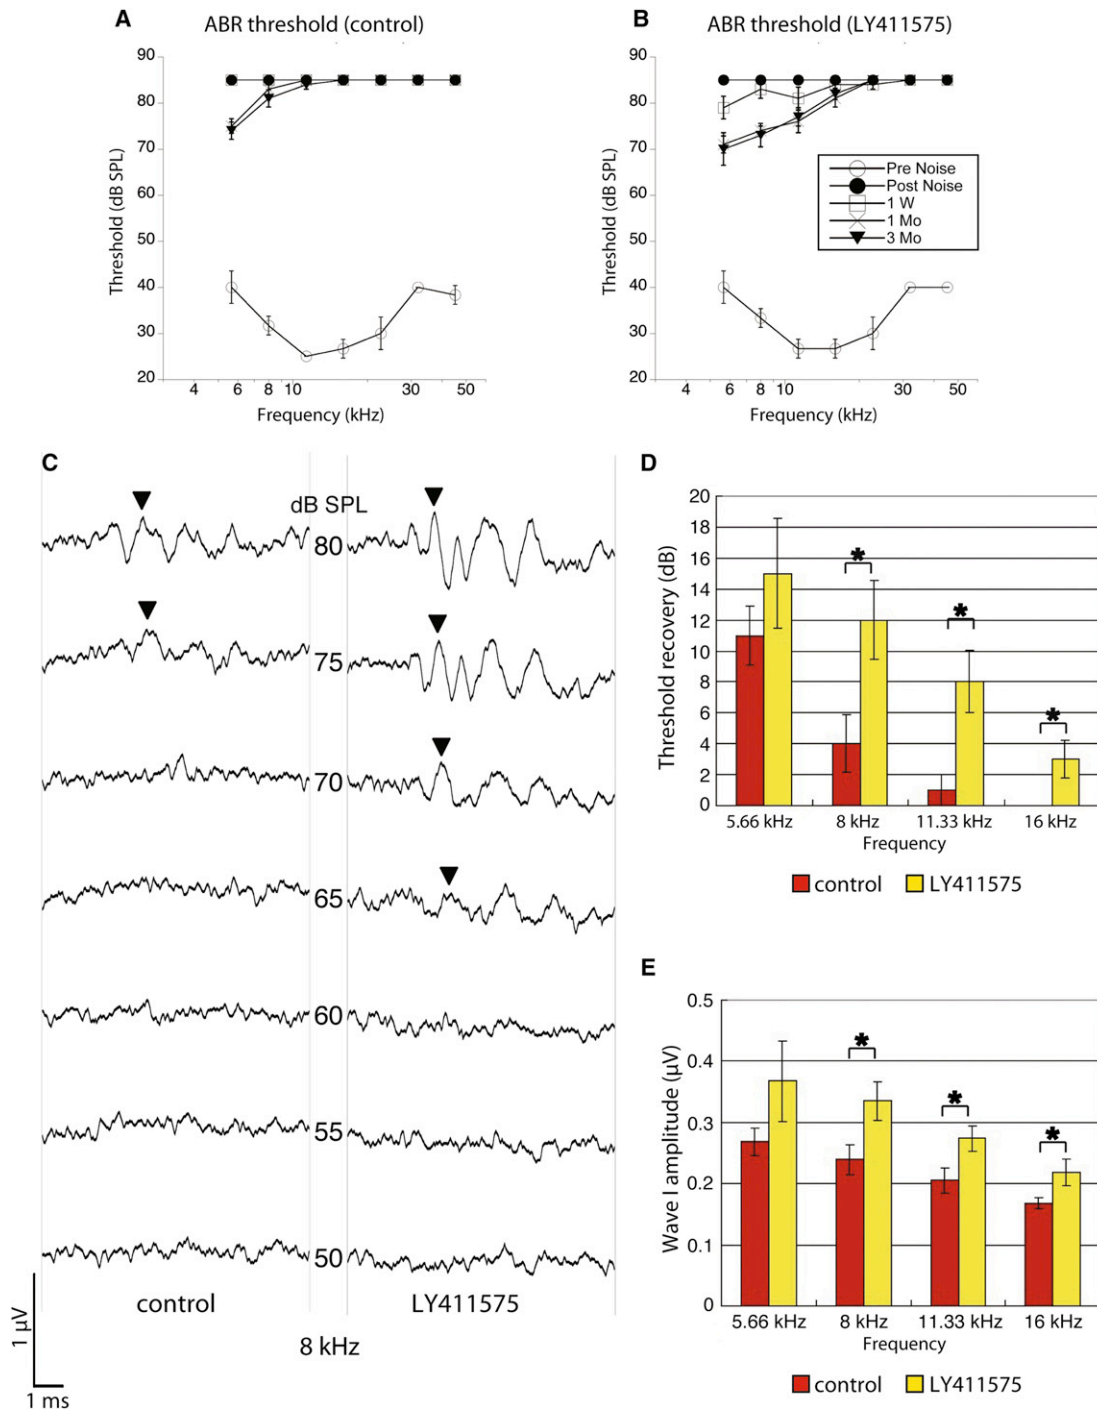 A
ABR threshold (control)
Threshold (dB SPL)
90
80
70
60
50
40
30
20
4 6 8 10 30 50
Frequency (kHz)
B
ABR threshold (LY411575)
Threshold (dB SPL)
90
80
70
60
50
40
30
20
Pre Noise
Post Noise
1 W
1 Mo
3 Mo
4 6 8 10 30 50
Frequency (kHz)
C
dB SPL
80
75
70
65
60
55
50
control
LY411575
8 kHz
1 µV
1 ms
D
Threshold recovery (dB)
20
18
16
14
12
10
8
6
4
2
0
*
*
*
5.66 kHz 8 kHz 11.33 kHz 16 kHz
Frequency
control LY411575
E
Wave I amplitude (µV)
0.5
0.4
0.3
0.2
0.1
0
*
*
*
5.66 kHz 8 kHz 11.33 kHz 16 kHz
Frequency
control LY411575